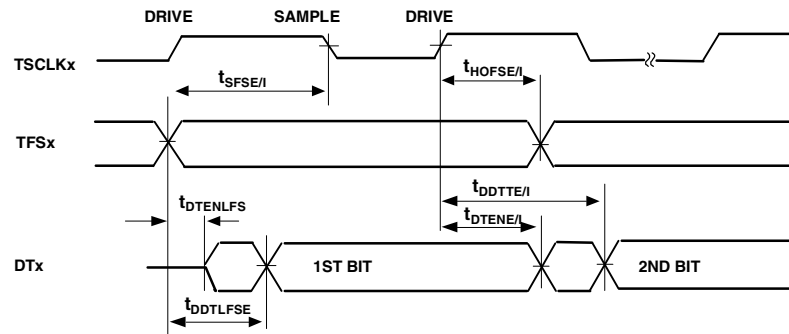 DRIVE SAMPLE DRIVE
TSCLKx
tSFSE/I
tHOFSE/I
TFSx
tDDTTE/I
tDTENLFS
tDTENE/I
DTx
1ST BIT
2ND BIT
tDDTLFSE